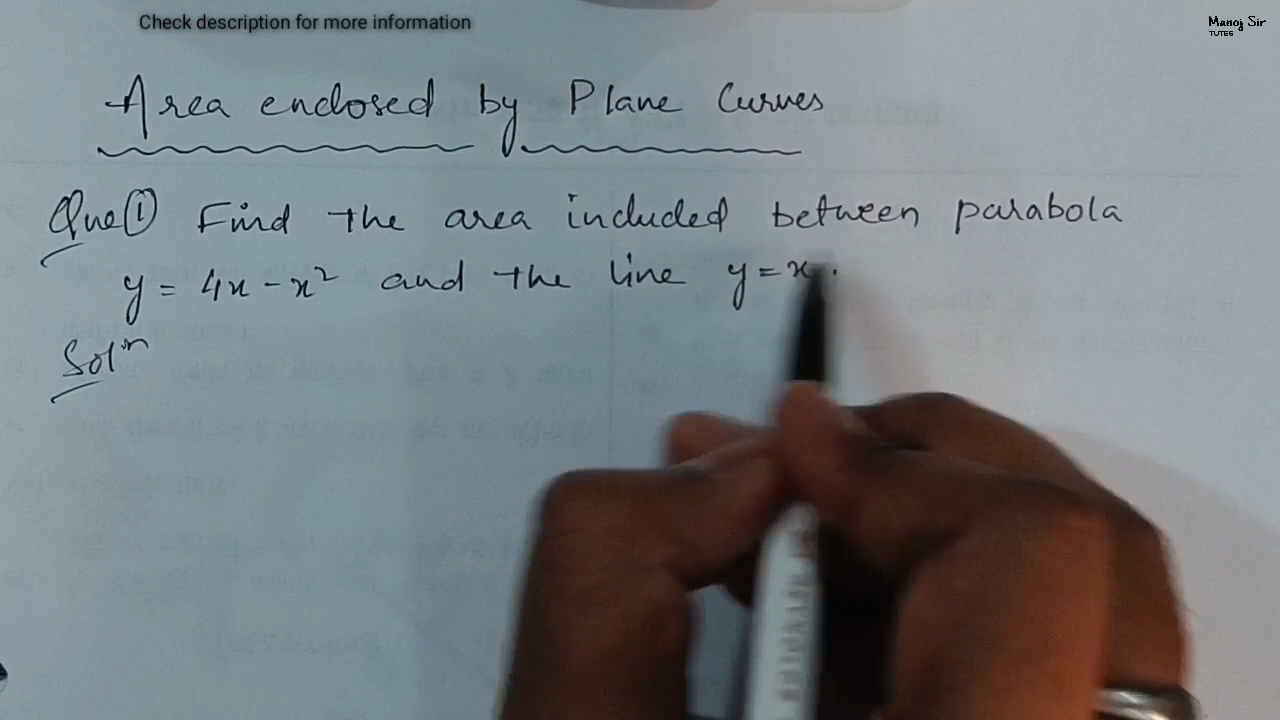 Check description for more information
Manoj Sir
TUTES
Area enclosed by Plane Curves
Que① Find the area included between parabola
y = 4x - x² and the line y = x.
Solⁿ